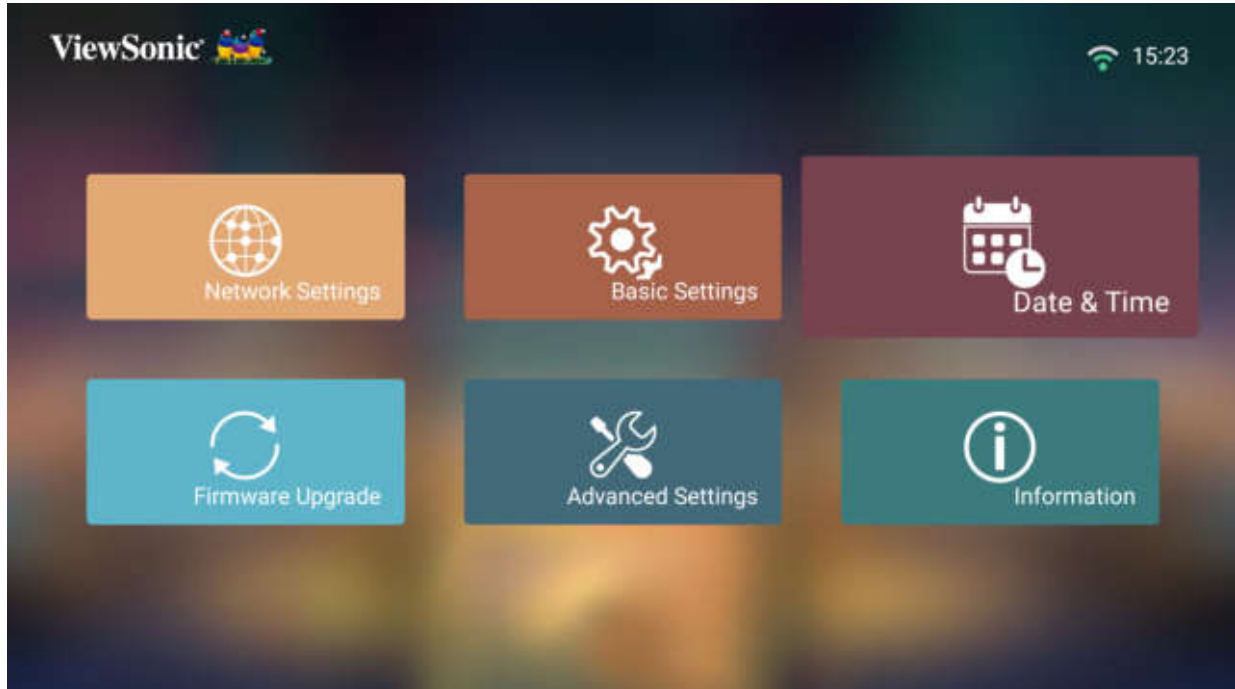 ViewSonic
15:23
Network Settings
Basic Settings
Date & Time
Firmware Upgrade
Advanced Settings
Information